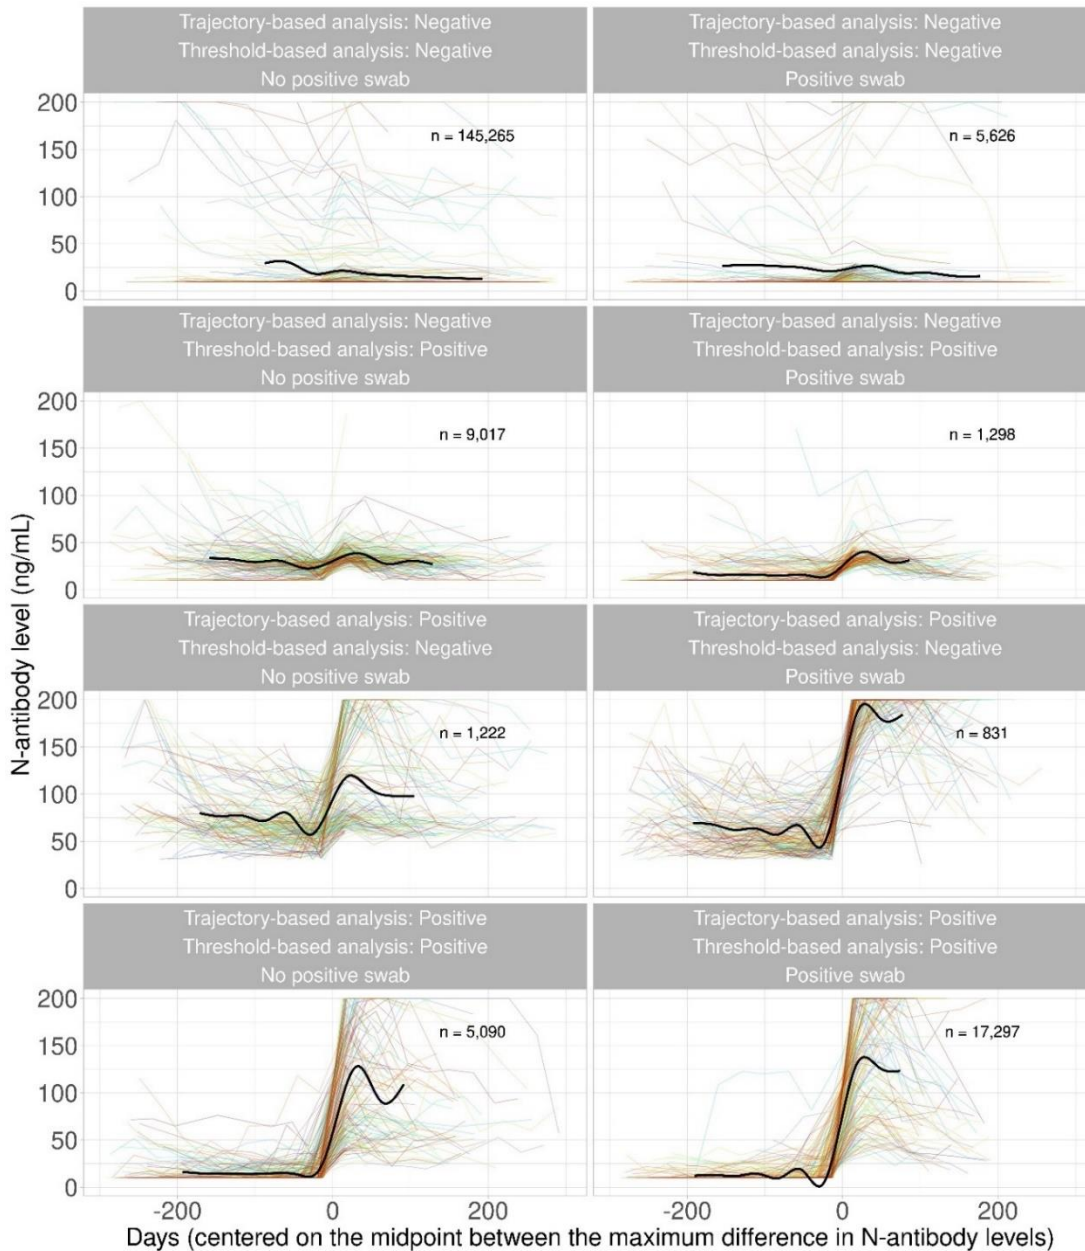 Trajectory-based analysis: Negative
Threshold-based analysis: Negative
No positive swab
Trajectory-based analysis: Negative
Threshold-based analysis: Negative
Positive swab
200
150
100
50
0
n = 145,265
n = 5,626
Trajectory-based analysis: Negative
Threshold-based analysis: Positive
No positive swab
Trajectory-based analysis: Negative
Threshold-based analysis: Positive
Positive swab
200
150
100
50
0
n = 9,017
n = 1,298
Trajectory-based analysis: Positive
Threshold-based analysis: Negative
No positive swab
Trajectory-based analysis: Positive
Threshold-based analysis: Negative
Positive swab
200
150
100
50
0
n = 1,222
n = 831
Trajectory-based analysis: Positive
Threshold-based analysis: Positive
No positive swab
Trajectory-based analysis: Positive
Threshold-based analysis: Positive
Positive swab
200
150
100
50
0
n = 5,090
n = 17,297
-200
0
200
-200
0
200
N-antibody level (ng/mL)
Days (centered on the midpoint between the maximum difference in N-antibody levels)